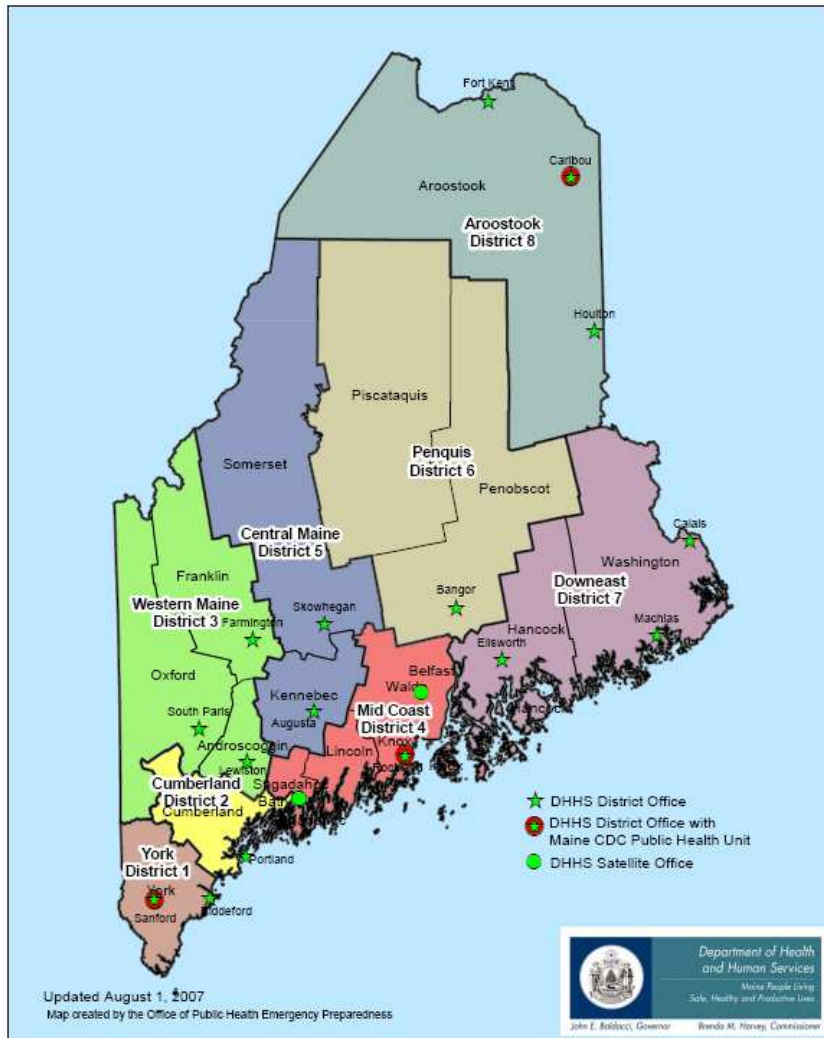 Fort Kent
Caribou
Aroostook
Aroostook
District 8
Houlton
Piscataquis
Somerset
Penquis
District 6
Penobscot
Calais
Central Maine
District 5
Washington
Franklin
Downeast
District 7
Bangor
Western Maine
District 3
Skowhegan
Farmington
Machias
Hancock
Ellsworth
Oxford
Belfast
Kennebec
Waldo
Hancock
South Paris
Augusta
Mid Coast
District 4
Androscoggin
Knox
Lincoln
Lewiston
Rockland
Cumberland
District 2
Sagadahoc
Bath
Cumberland
DHHS District Office
DHHS District Office with
Maine CDC Public Health Unit
DHHS Satellite Office
Portland
York
District 1
York
Sanford
Biddeford
Department of Health
and Human Services
Maine People Living
Safe, Healthy and Productive Lives
John E. Baldacci, Governor
Brenda M. Harvey, Commissioner
Updated August 1, 2007
Map created by the Office of Public Health Emergency Preparedness